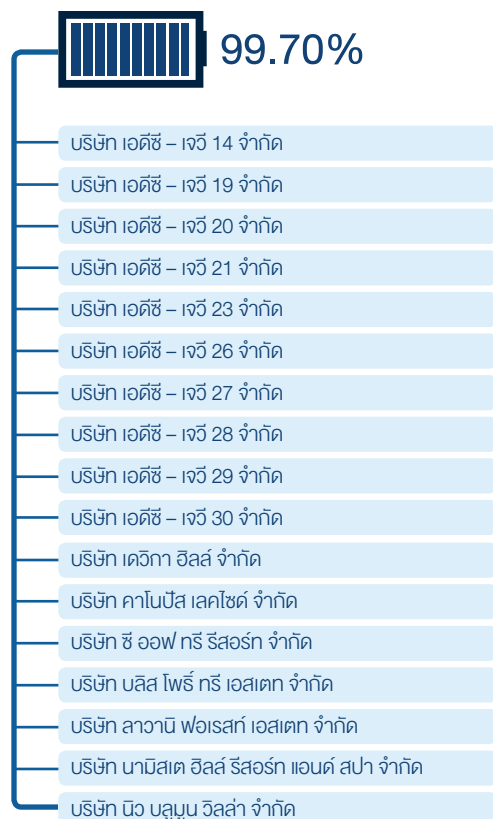 99.70%
บริษัท เอดีซี – เจวี 14 จำกัด
บริษัท เอดีซี – เจวี 19 จำกัด
บริษัท เอดีซี – เจวี 20 จำกัด
บริษัท เอดีซี – เจวี 21 จำกัด
บริษัท เอดีซี – เจวี 23 จำกัด
บริษัท เอดีซี – เจวี 26 จำกัด
บริษัท เอดีซี – เจวี 27 จำกัด
บริษัท เอดีซี – เจวี 28 จำกัด
บริษัท เอดีซี – เจวี 29 จำกัด
บริษัท เอดีซี – เจวี 30 จำกัด
บริษัท เดวิกา ฮิลล์ จำกัด
บริษัท คาโนปัส เลคไซด์ จำกัด
บริษัท ซี ออฟ ทรี รีสอร์ท จำกัด
บริษัท บลิส โพธิ์ ทรี เอสเตท จำกัด
บริษัท ลาวานิ ฟอเรสท์ เอสเตท จำกัด
บริษัท นามิสเต ฮิลล์ รีสอร์ท แอนด์ สปา จำกัด
บริษัท นิว บลูมูน วิลล่า จำกัด